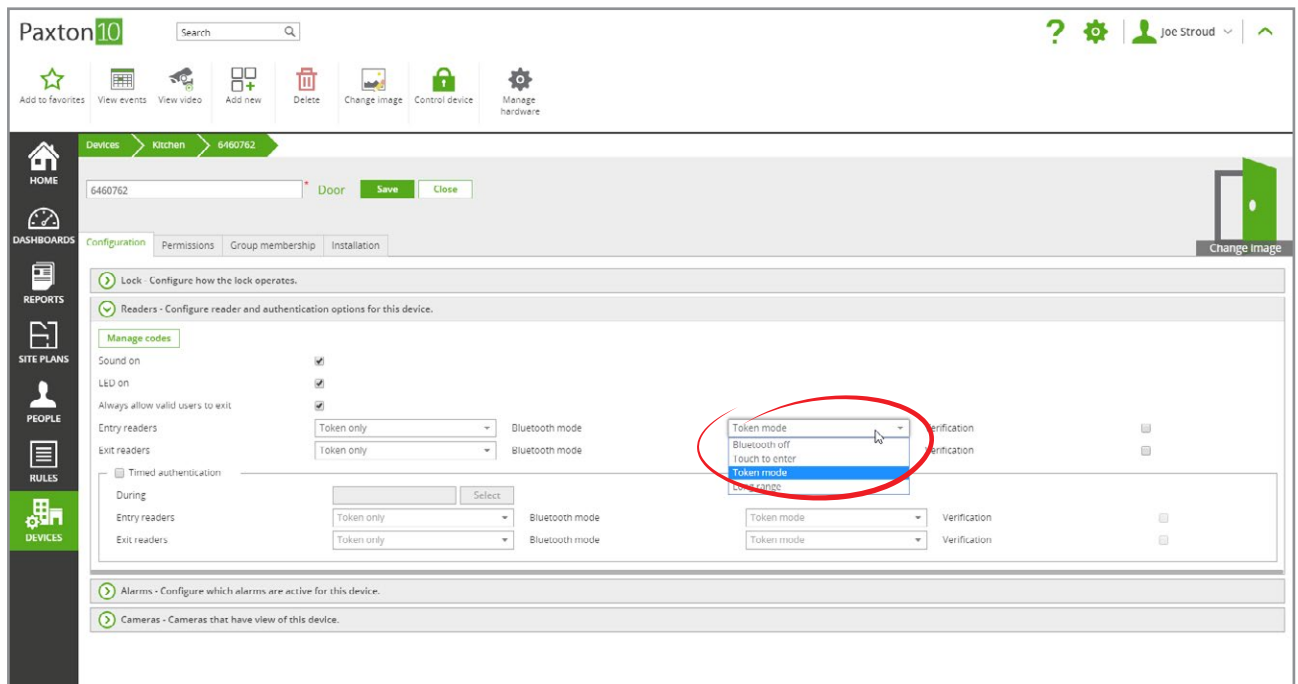 Paxton10
Search
?
Joe Stroud
Add to favorites
View events
View video
Add new
Delete
Change image
Control device
Manage hardware
HOME
DASHBOARDS
REPORTS
SITE PLANS
PEOPLE
RULES
DEVICES
Devices
Kitchen
6460762
6460762 * Door Save Close
Change image
Configuration Permissions Group membership Installation
Lock - Configure how the lock operates.
Readers - Configure reader and authentication options for this device.
Manage codes
Sound on
LED on
Always allow valid users to exit
Entry readers Token only Bluetooth mode Token mode Verification
Bluetooth off
Touch to enter
Token mode
Long range
Exit readers Token only Bluetooth mode Verification
Timed authentication
During Select
Entry readers Token only Bluetooth mode Token mode Verification
Exit readers Token only Bluetooth mode Token mode Verification
Alarms - Configure which alarms are active for this device.
Cameras - Cameras that have view of this device.